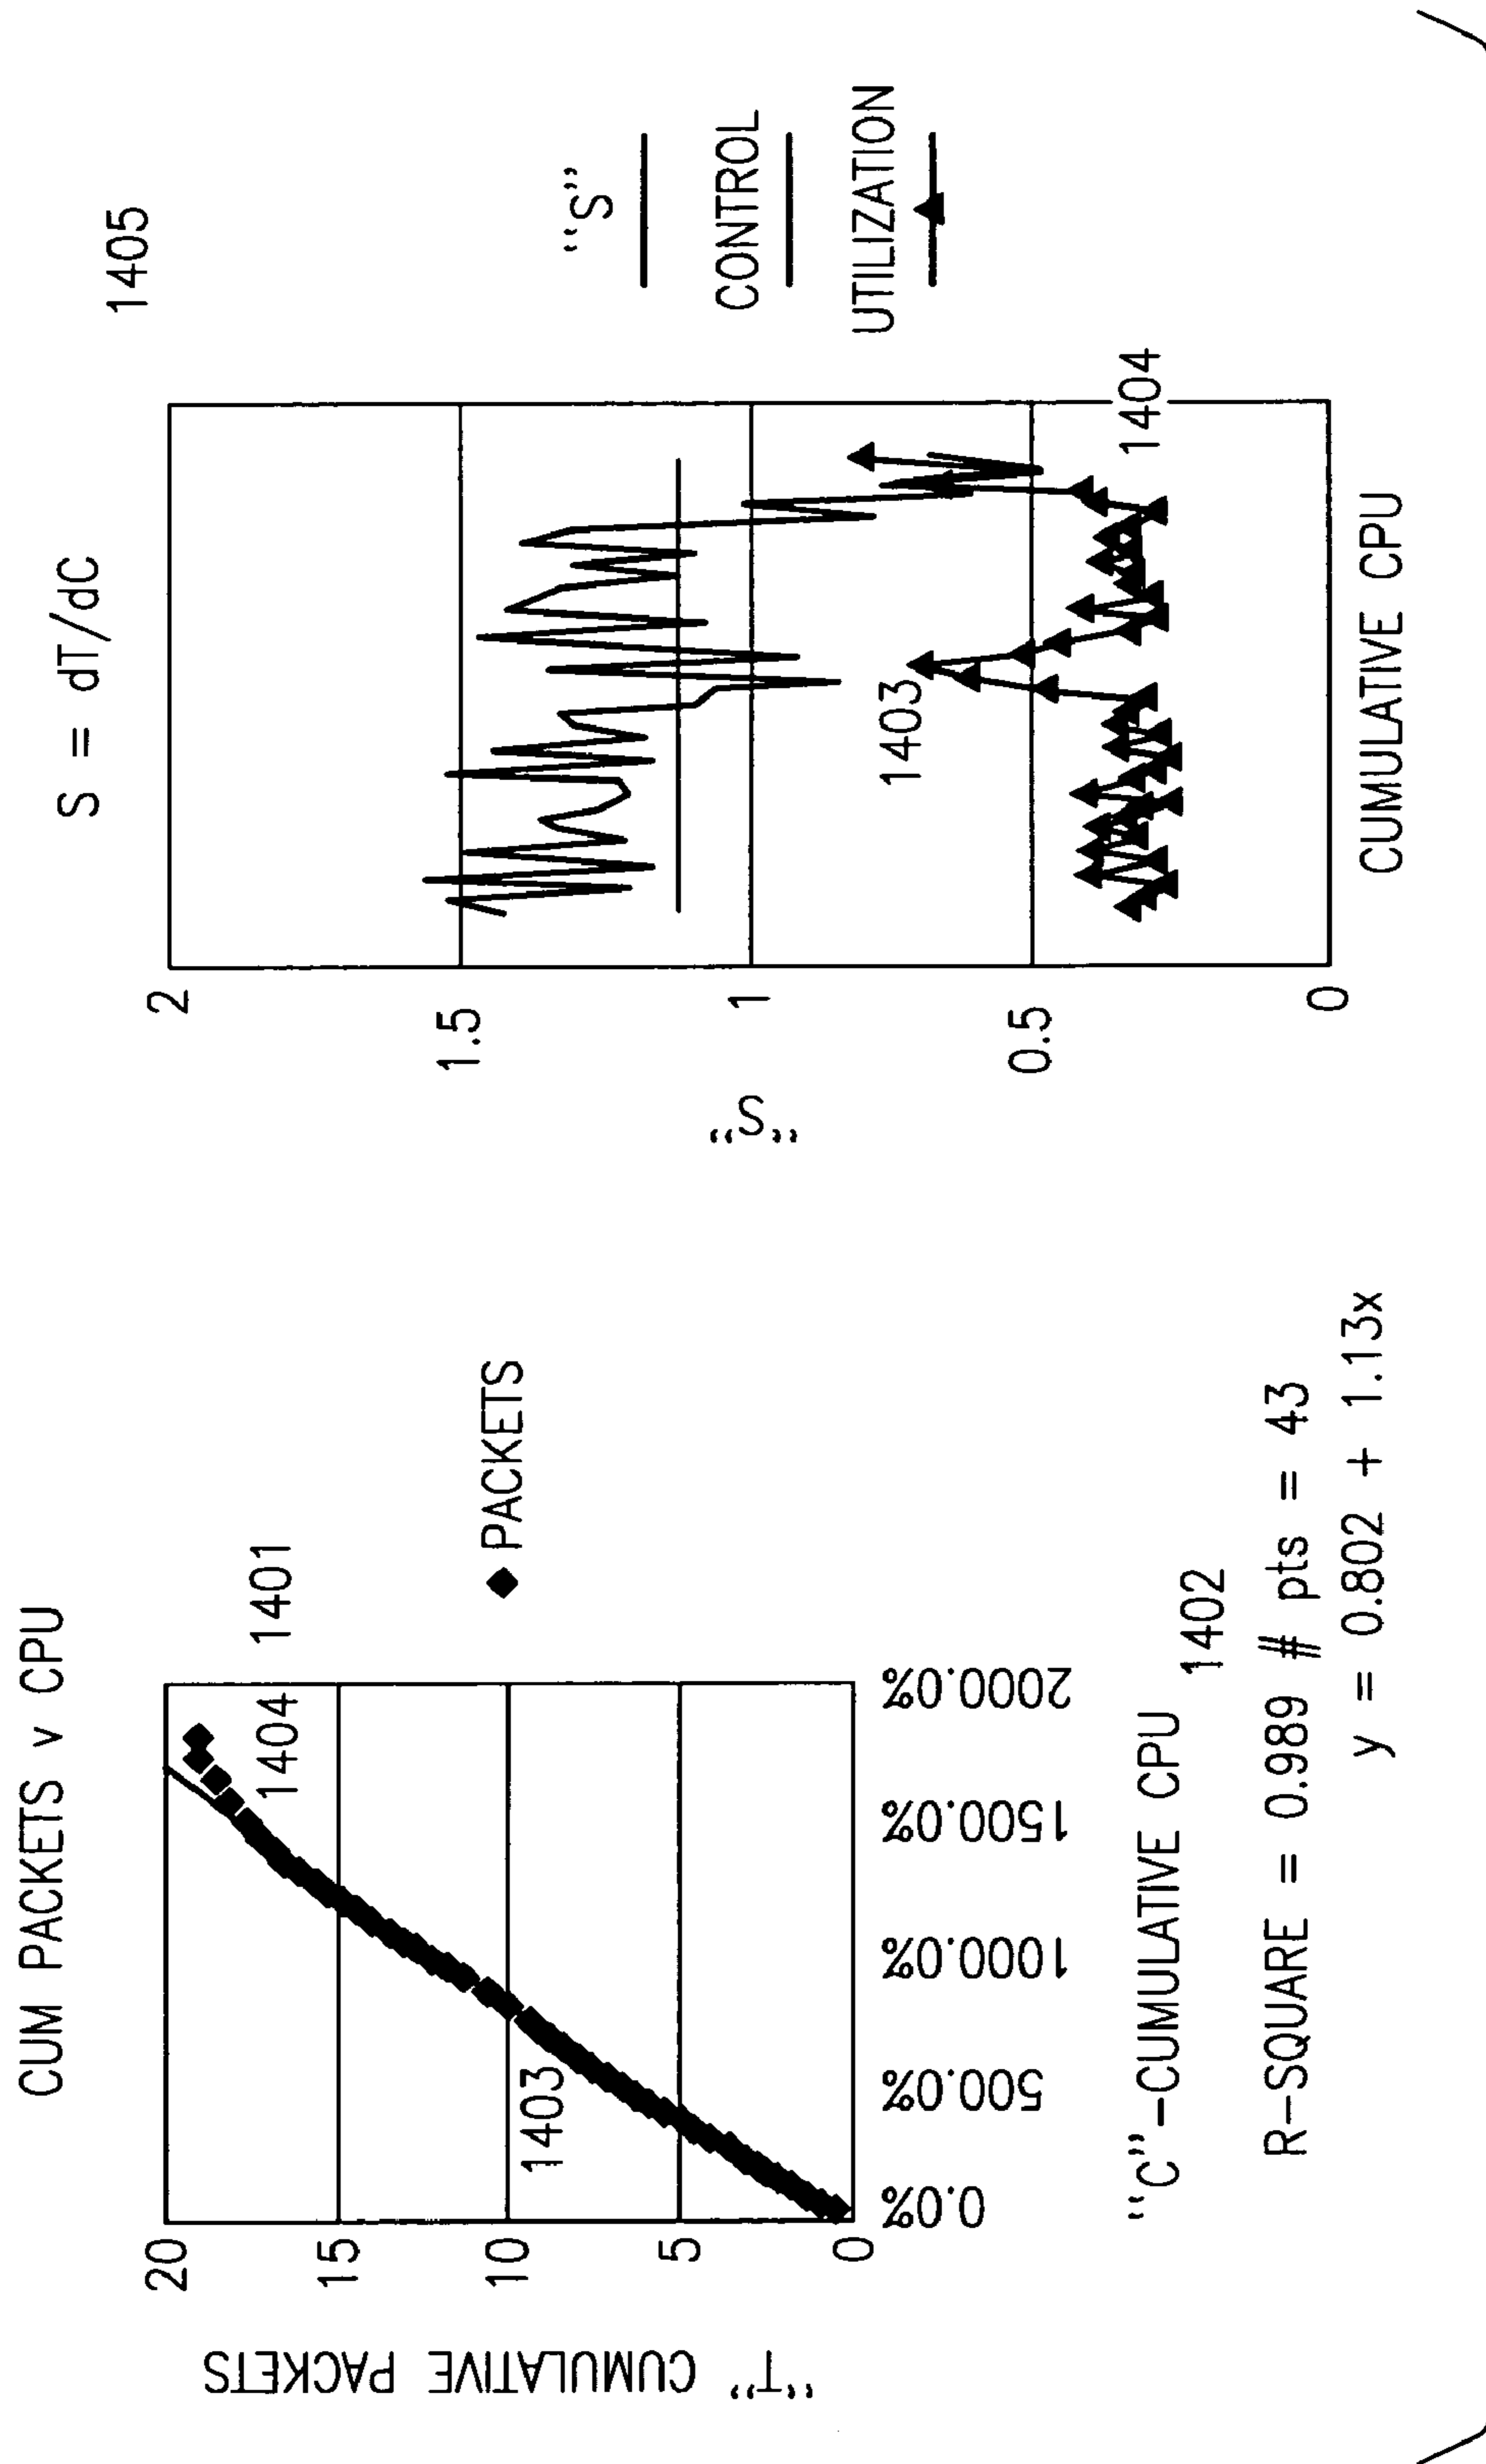 CUM PACKETS v CPU
1401
"T" CUMULATIVE PACKETS
20
15
10
5
0
1403
1404
◆ PACKETS
0.0%
500.0%
1000.0%
1500.0%
2000.0%
"C"-CUMULATIVE CPU
1402
R-SQUARE = 0.989 # pts = 43
y = 0.802 + 1.13x
S = dT/dC
1405
"S"
2
1.5
1
0.5
0
1403
1404
CUMULATIVE CPU
"S"
CONTROL
UTILIZATION